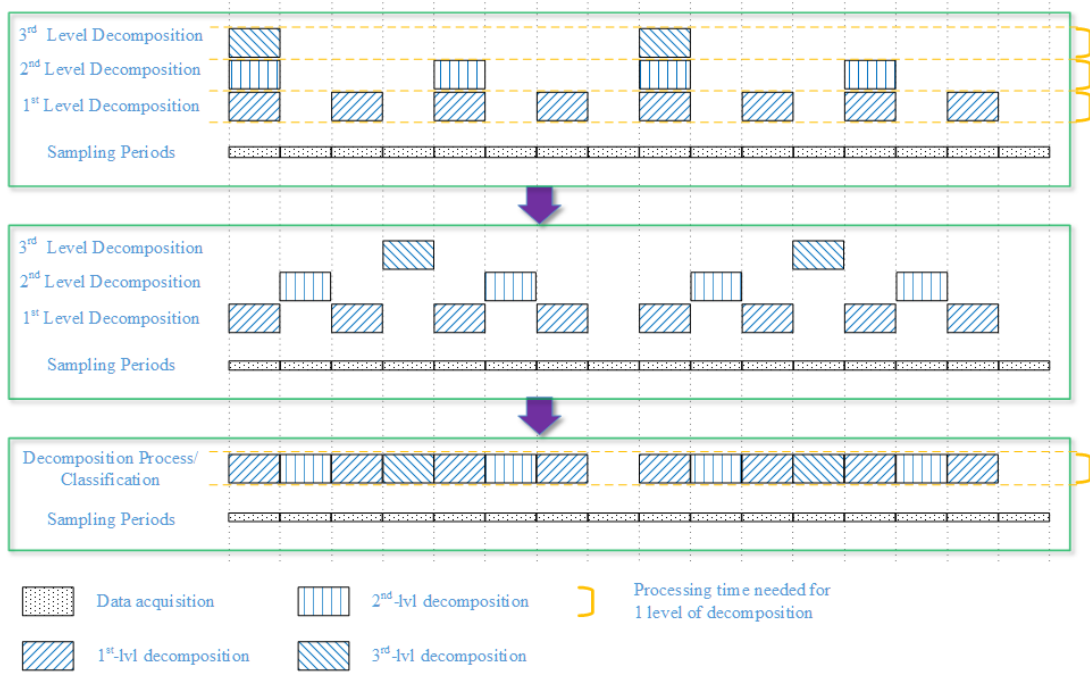 3rd Level Decomposition
2nd Level Decomposition
1st Level Decomposition
Sampling Periods
3rd Level Decomposition
2nd Level Decomposition
1st Level Decomposition
Sampling Periods
Decomposition Process/
Classification
Sampling Periods
Data acquisition
2nd-lvl decomposition
Processing time needed for
1 level of decomposition
1st-lvl decomposition
3rd-lvl decomposition